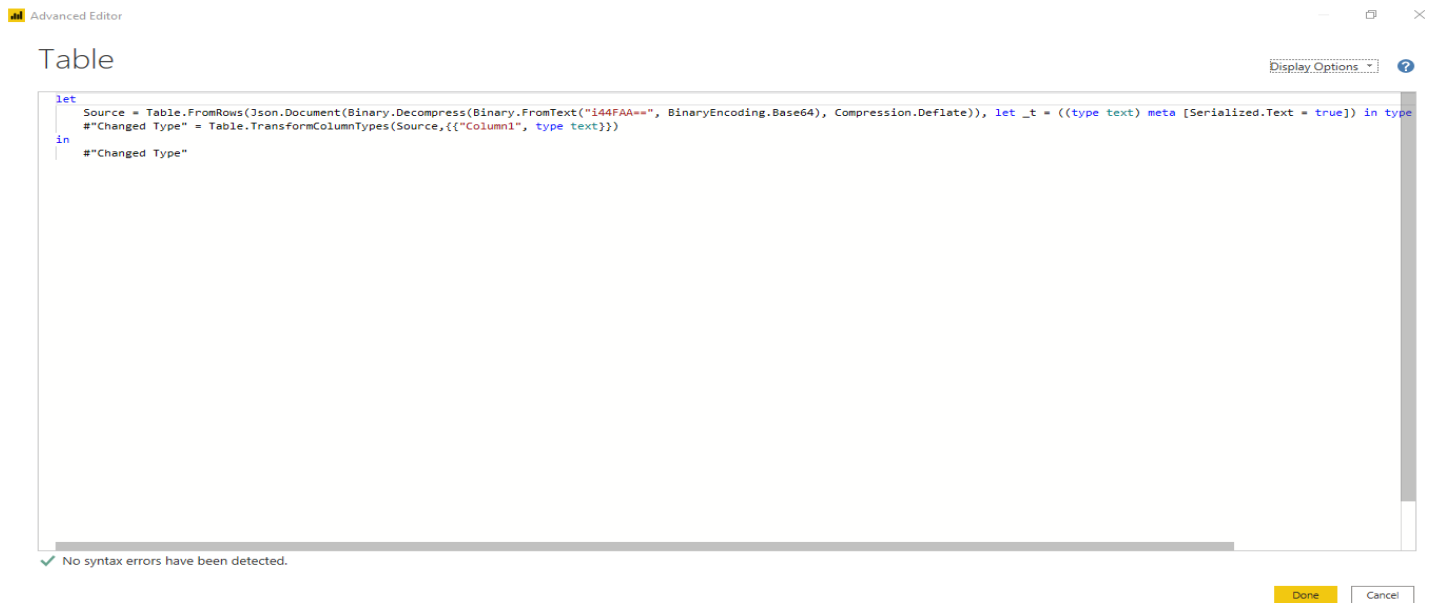 Advanced Editor
Table
Display Options
?
let
Source = Table.FromRows(Json.Document(Binary.Decompress(Binary.FromText("i44FAA==", BinaryEncoding.Base64), Compression.Deflate)), let _t = ((type text) meta [Serialized.Text = true]) in type
#"Changed Type" = Table.TransformColumnTypes(Source,{{"Column1", type text}})
in
#"Changed Type"
No syntax errors have been detected.
Done Cancel